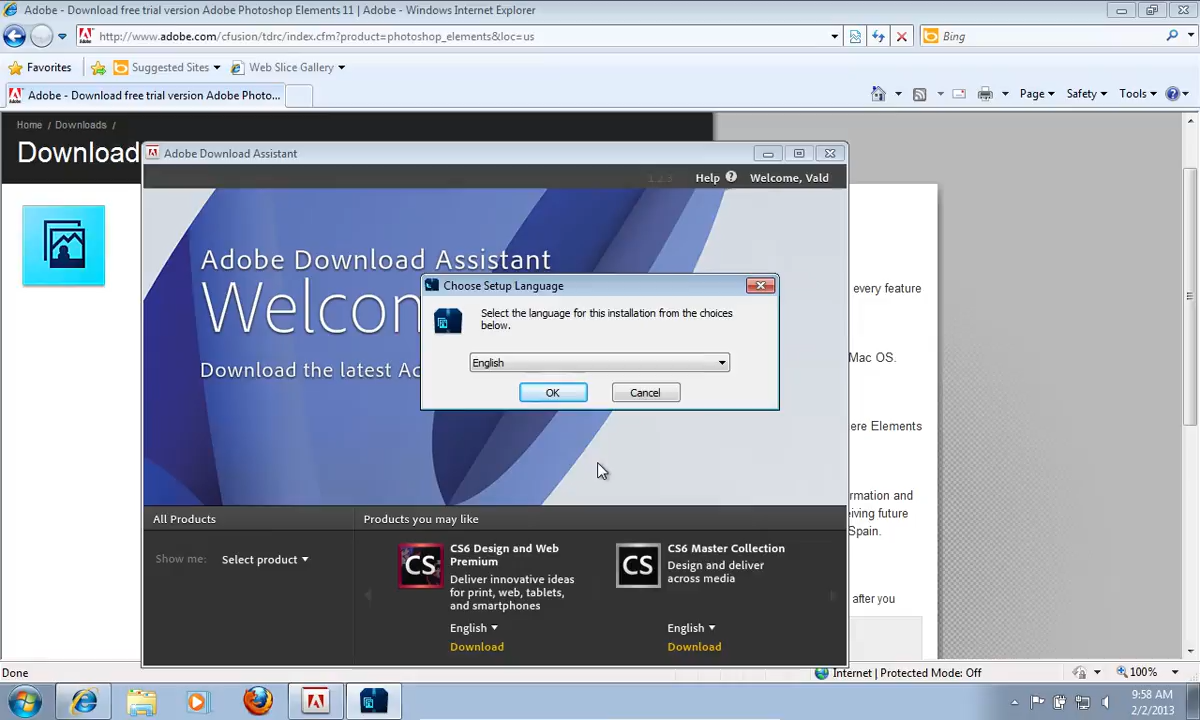 Adobe - Download free trial version Adobe Photoshop Elements 11 | Adobe - Windows Internet Explorer
http://www.adobe.com/cfusion/tdrc/index.cfm?product=photoshop_elements&loc=us
Bing
Favorites
Suggested Sites
Web Slice Gallery
Adobe - Download free trial version Adobe Photo...
Page
Safety
Tools
Home / Downloads /
Download
Adobe Download Assistant
1.2.3
Help
Welcome, Vald
Adobe Download Assistant
Welcom
Download the latest Ad
Choose Setup Language
Select the language for this installation from the choices
below.
English
OK
Cancel
every feature
Mac OS.
ere Elements
rmation and
eiving future
Spain.
after you
All Products
Products you may like
Show me:
Select product
CS
CS6 Design and Web
Premium
Deliver innovative ideas
for print, web, tablets,
and smartphones
English
Download
CS
CS6 Master Collection
Design and deliver
across media
English
Download
Done
Internet | Protected Mode: Off
100%
9:58 AM
2/2/2013